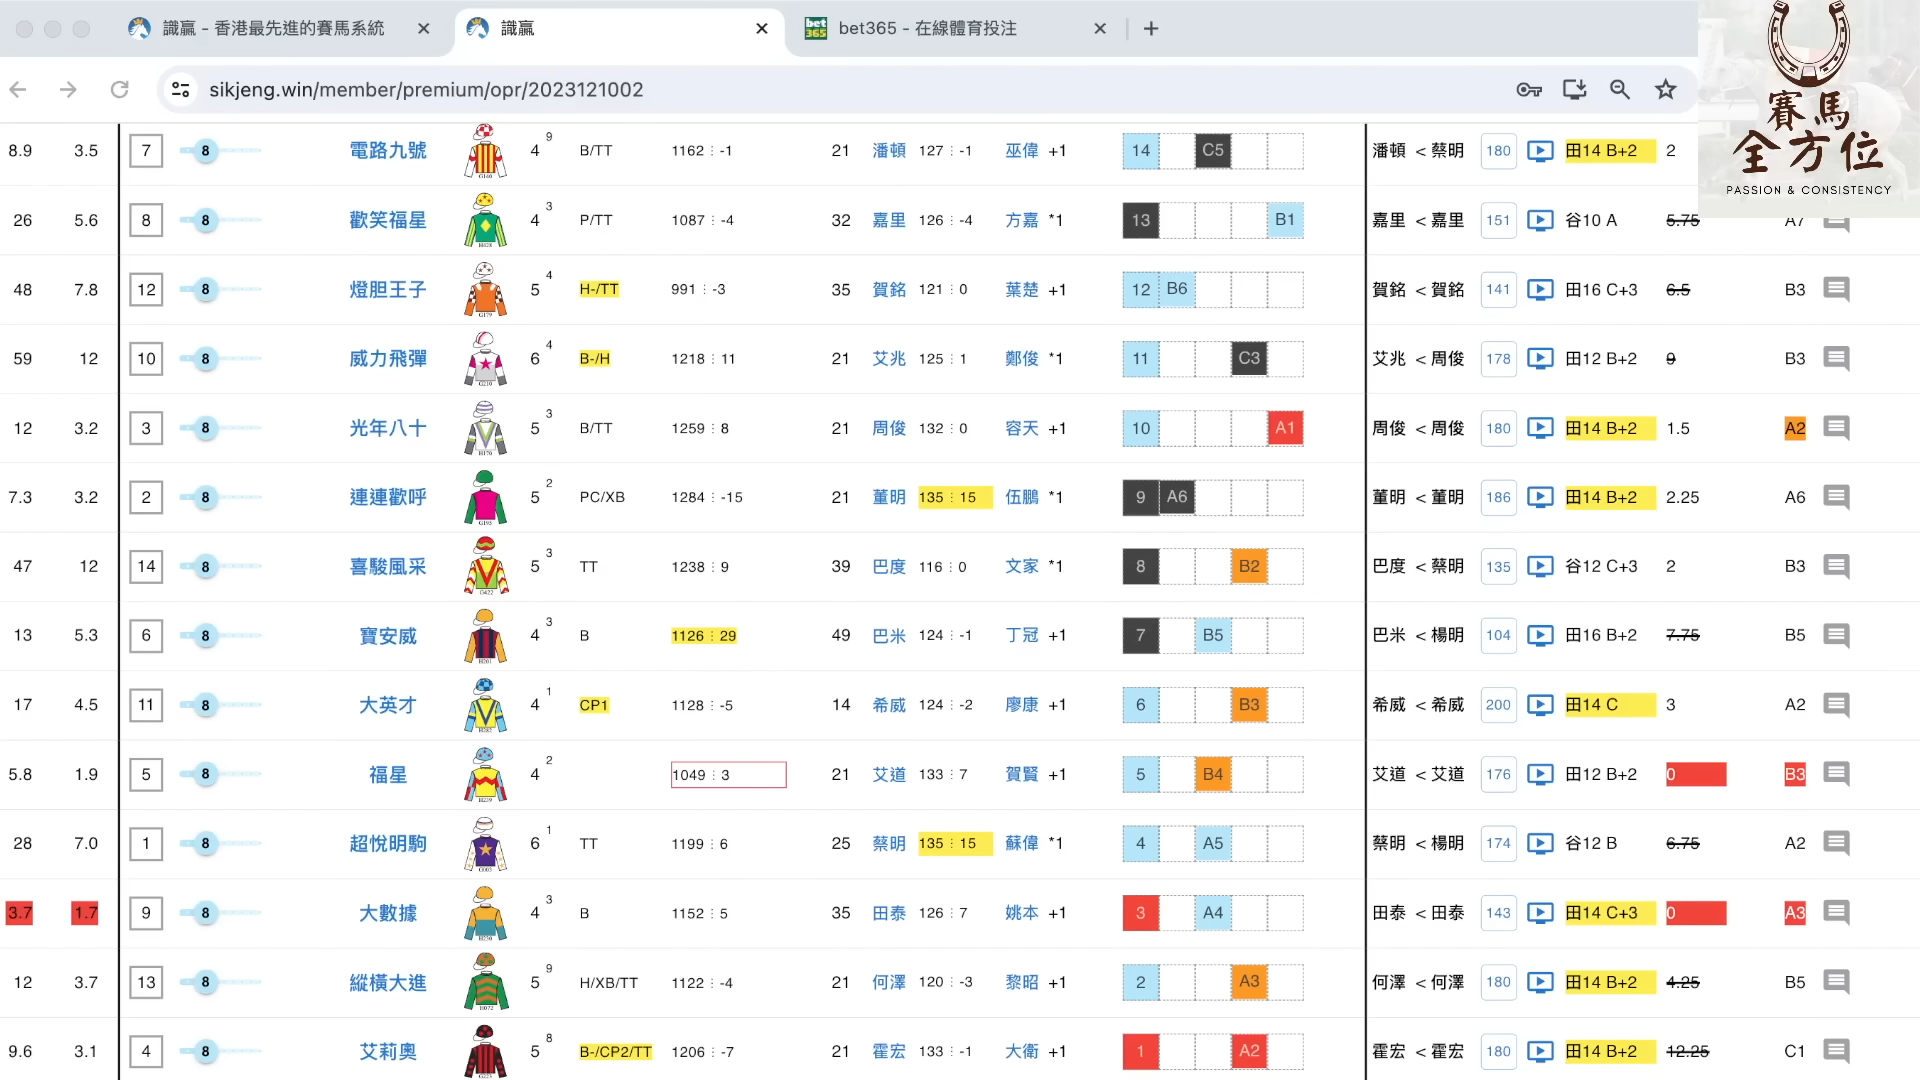 識贏 - 香港最先進的賽馬系統
識贏
bet365 - 在線體育投注
sikjeng.win/member/premium/opr/2023121002
賽馬
全方位
PASSION & CONSISTENCY
8.9 3.5 7 8 電路九號 4 9 B/TT 1162 : -1 21 潘頓 127 : -1 巫偉 +1 14 C5 潘頓 < 蔡明 180 田14 B+2 2
26 5.6 8 8 歡笑福星 4 3 P/TT 1087 : -4 32 嘉里 126 : -4 方嘉 *1 13 B1 嘉里 < 嘉里 151 谷10 A 5.75 A7
48 7.8 12 8 燈胆王子 5 4 H-/TT 991 : -3 35 賀銘 121 : 0 葉楚 +1 12 B6 賀銘 < 賀銘 141 田16 C+3 6.5 B3
59 12 10 8 威力飛彈 6 4 B-/H 1218 : 11 21 艾兆 125 : 1 鄭俊 *1 11 C3 艾兆 < 周俊 178 田12 B+2 9 B3
12 3.2 3 8 光年八十 5 3 B/TT 1259 : 8 21 周俊 132 : 0 容天 +1 10 A1 周俊 < 周俊 180 田14 B+2 1.5 A2
7.3 3.2 2 8 連連歡呼 5 2 PC/XB 1284 : -15 21 董明 135 : 15 伍鵬 *1 9 A6 董明 < 董明 186 田14 B+2 2.25 A6
47 12 14 8 喜駿風采 5 3 TT 1238 : 9 39 巴度 116 : 0 文家 *1 8 B2 巴度 < 蔡明 135 谷12 C+3 2 B3
13 5.3 6 8 寶安威 4 3 B 1126 : 29 49 巴米 124 : -1 丁冠 +1 7 B5 巴米 < 楊明 104 田16 B+2 7.75 B5
17 4.5 11 8 大英才 4 1 CP1 1128 : -5 14 希威 124 : -2 廖康 +1 6 B3 希威 < 希威 200 田14 C 3 A2
5.8 1.9 5 8 福星 4 2 1049 : 3 21 艾道 133 : 7 賀賢 +1 5 B4 艾道 < 艾道 176 田12 B+2 0 B3
28 7.0 1 8 超悅明駒 6 1 TT 1199 : 6 25 蔡明 135 : 15 蘇偉 *1 4 A5 蔡明 < 楊明 174 谷12 B 6.75 A2
3.7 1.7 9 8 大數據 4 3 B 1152 : 5 35 田泰 126 : 7 姚本 +1 3 A4 田泰 < 田泰 143 田14 C+3 0 A3
12 3.7 13 8 縱橫大進 5 9 H/XB/TT 1122 : -4 21 何澤 120 : -3 黎昭 +1 2 A3 何澤 < 何澤 180 田14 B+2 4.25 B5
9.6 3.1 4 8 艾莉奧 5 8 B-/CP2/TT 1206 : -7 21 霍宏 133 : -1 大衛 +1 1 A2 霍宏 < 霍宏 180 田14 B+2 12.25 C1